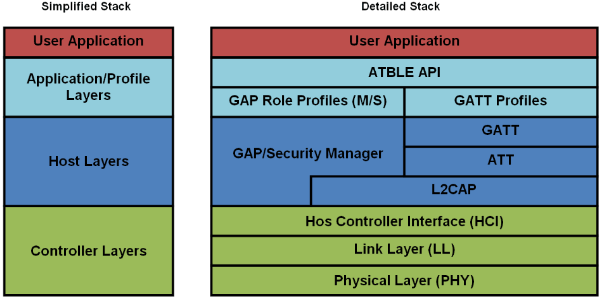 Simplified Stack
Detailed Stack
User Application
Application/Profile
Layers
Host Layers
Controller Layers
User Application
ATBLE API
GAP Role Profiles (M/S)
GATT Profiles
GAP/Security Manager
GATT
ATT
L2CAP
Hos Controller Interface (HCI)
Link Layer (LL)
Physical Layer (PHY)